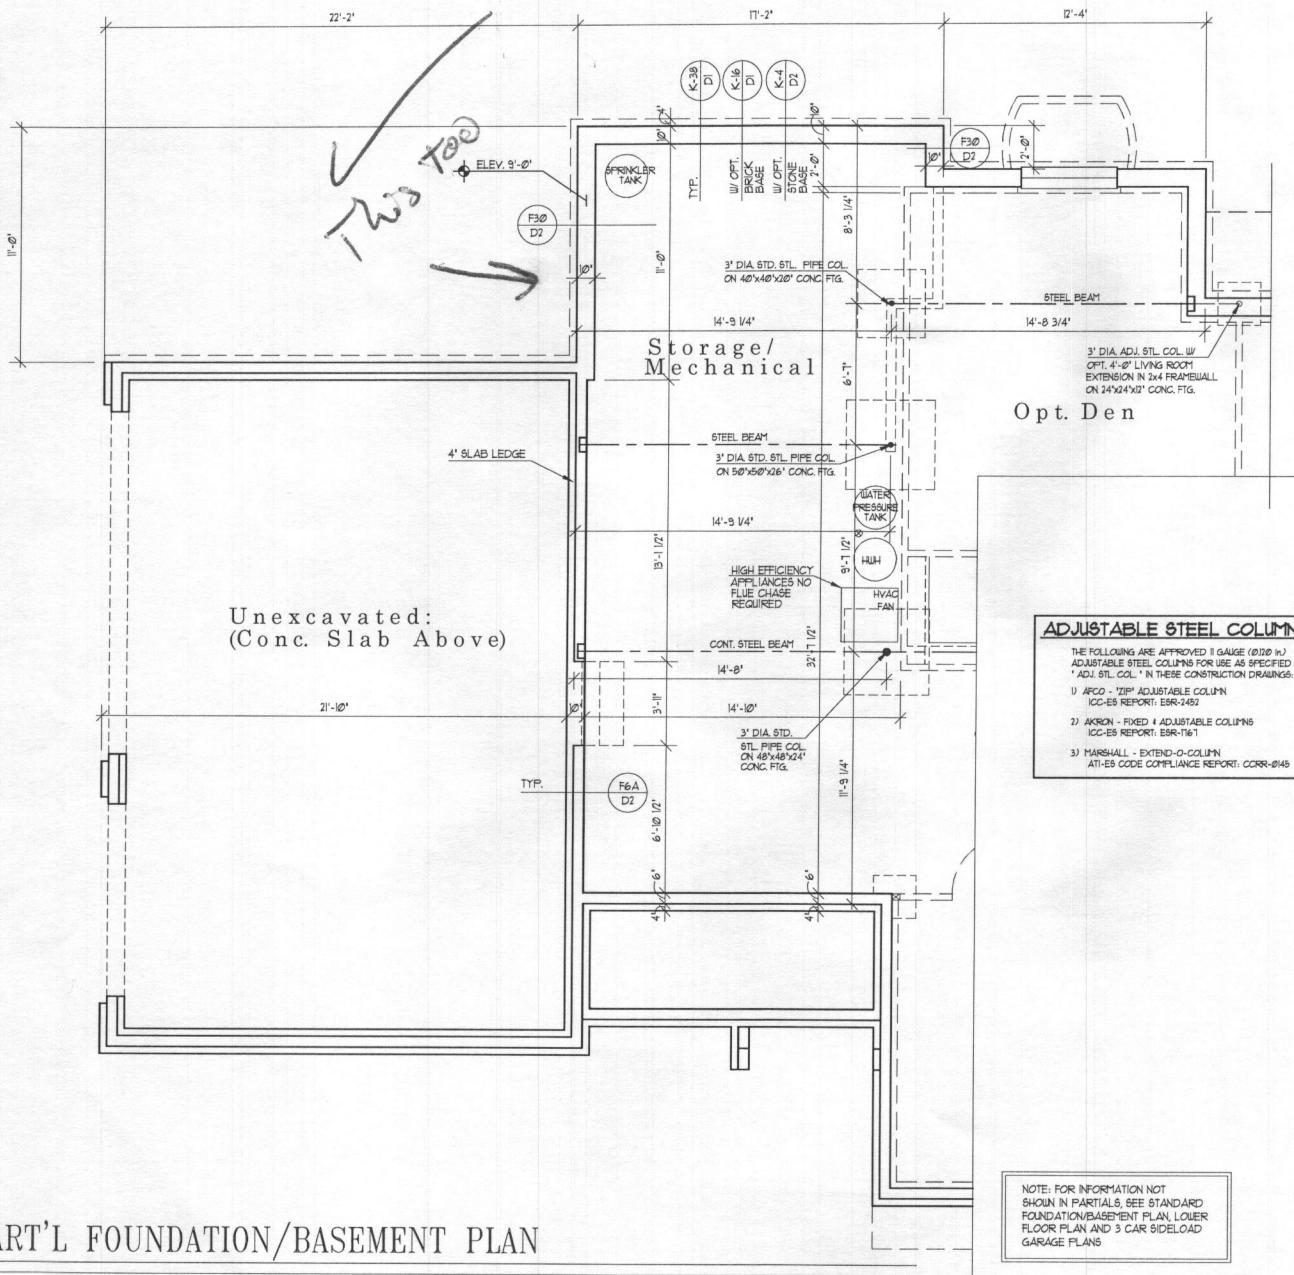 22'-2"
17'-2"
12'-4"
K-38
D1
K-16
D1
K-4
D2
This too
ELEV. 9'-0"
SPRINKLER
TANK
TYP.
W/ OPT.
BRICK
BASE
W/ OPT.
STONE
BASE
4"
10"
10"
2'-0"
10"
F30
D2
2'-0"
F30
D2
11'-0"
11'-0"
10"
8'-3 1/4"
3" DIA. STD. STL. PIPE COL.
ON 40"x40"x20" CONC. FTG.
STEEL BEAM
14'-9 1/4"
14'-8 3/4"
Storage/
Mechanical
6'-7"
3" DIA. ADJ. STL. COL. W/
OPT. 4'-0" LIVING ROOM
EXTENSION IN 2x4 FRAMEWALL
ON 24"x24"x12" CONC. FTG.
Opt. Den
STEEL BEAM
4" SLAB LEDGE
3" DIA. STD. STL. PIPE COL.
ON 50"x50"x26" CONC. FTG.
WATER
PRESSURE
TANK
14'-9 1/4"
13'-1 1/2"
9'-7 1/2"
HWH
HIGH EFFICIENCY
APPLIANCES NO
FLUE CHASE
REQUIRED
HVAC
FAN
Unexcavated:
(Conc. Slab Above)
CONT. STEEL BEAM
32'-7 1/2"
14'-8"
21'-10"
10"
3'-11"
14'-10"
3" DIA. STD.
STL. PIPE COL.
ON 48"x48"x24"
CONC. FTG.
TYP.
F6A
D2
11'-9 1/4"
6'-10 1/2"
6"
4"
6"
4"
ADJUSTABLE STEEL COLUMN
THE FOLLOWING ARE APPROVED 11 GAUGE (0.120 in.)
ADJUSTABLE STEEL COLUMNS FOR USE AS SPECIFIED
" ADJ. STL. COL. " IN THESE CONSTRUCTION DRAWINGS:
1) AFCO - "ZIP" ADJUSTABLE COLUMN
ICC-ES REPORT: ESR-2452
2) AKRON - FIXED & ADJUSTABLE COLUMNS
ICC-ES REPORT: ESR-1167
3) MARSHALL - EXTEND-O-COLUMN
ATI-ES CODE COMPLIANCE REPORT: CCRR-0145
NOTE: FOR INFORMATION NOT
SHOWN IN PARTIALS, SEE STANDARD
FOUNDATION/BASEMENT PLAN, LOWER
FLOOR PLAN AND 3 CAR SIDELOAD
GARAGE PLANS
ART'L FOUNDATION/BASEMENT PLAN